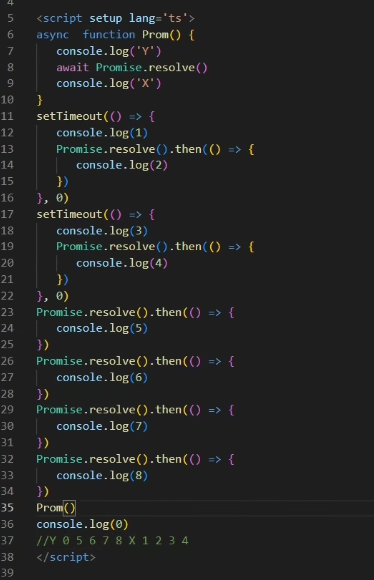 4
5 <script setup lang='ts'>
6 async  function Prom() {
7    console.log('Y')
8    await Promise.resolve()
9    console.log('X')
10 }
11 setTimeout(() => {
12    console.log(1)
13    Promise.resolve().then(() => {
14       console.log(2)
15    })
16 }, 0)
17 setTimeout(() => {
18    console.log(3)
19    Promise.resolve().then(() => {
20       console.log(4)
21    })
22 }, 0)
23 Promise.resolve().then(() => {
24    console.log(5)
25 })
26 Promise.resolve().then(() => {
27    console.log(6)
28 })
29 Promise.resolve().then(() => {
30    console.log(7)
31 })
32 Promise.resolve().then(() => {
33    console.log(8)
34 })
35 Prom()
36 console.log(0)
37 //Y 0 5 6 7 8 X 1 2 3 4
38 </script>
39